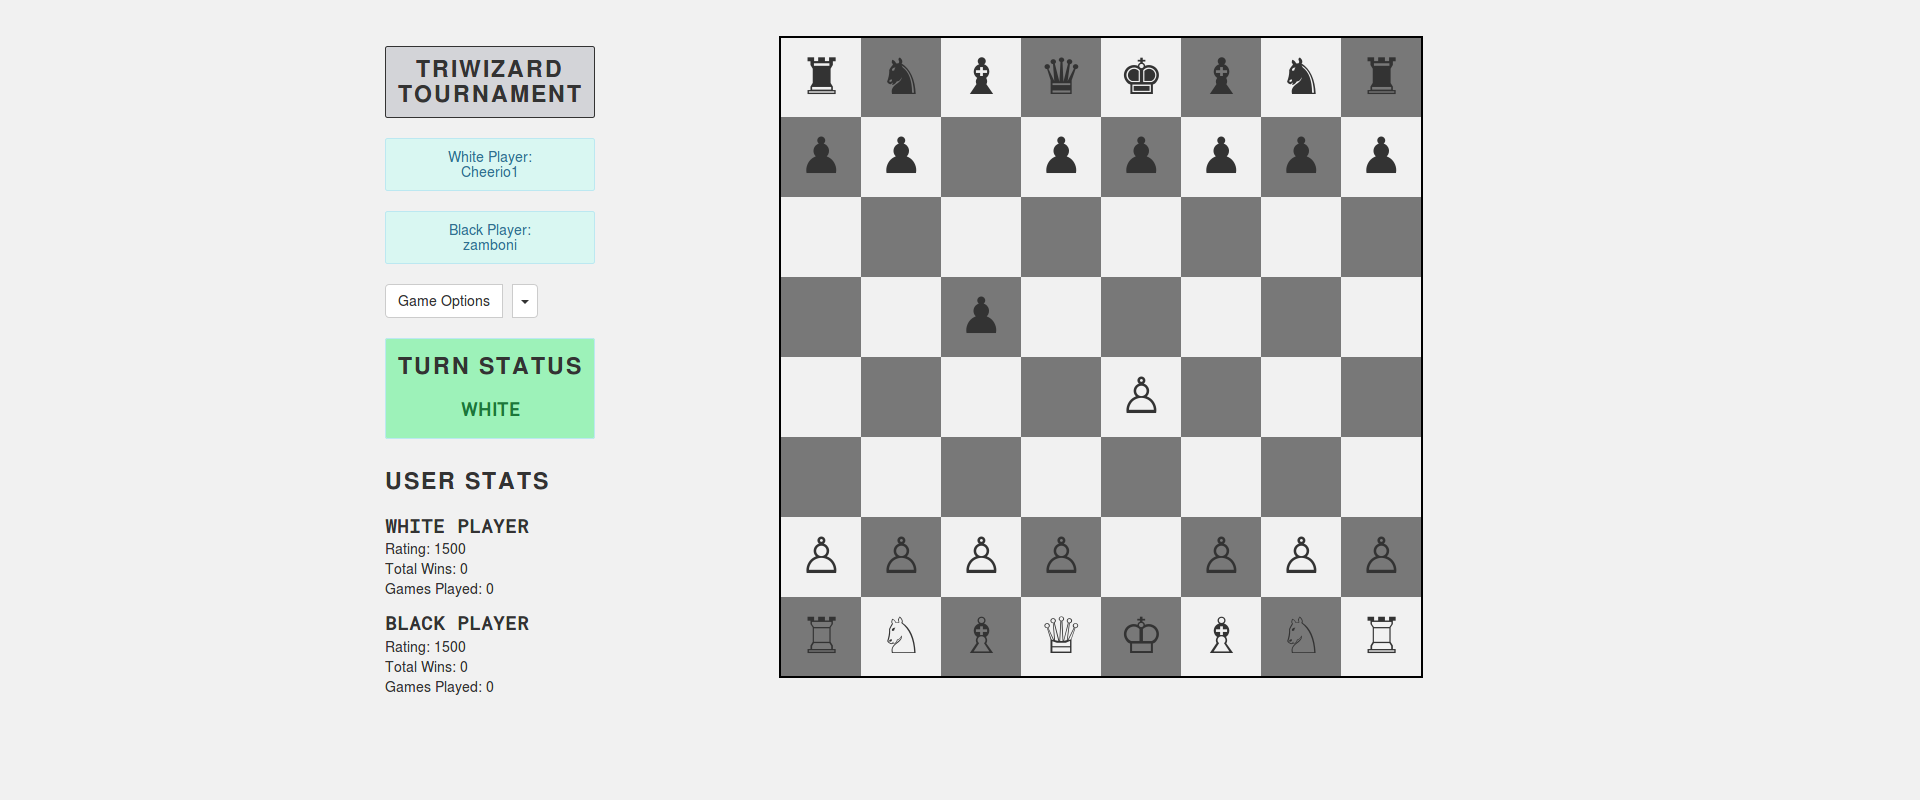 TRIWIZARD
TOURNAMENT
White Player:
Cheerio1
Black Player:
zamboni
Game Options
TURN STATUS
WHITE
USER STATS
WHITE PLAYER
Rating: 1500
Total Wins: 0
Games Played: 0
BLACK PLAYER
Rating: 1500
Total Wins: 0
Games Played: 0